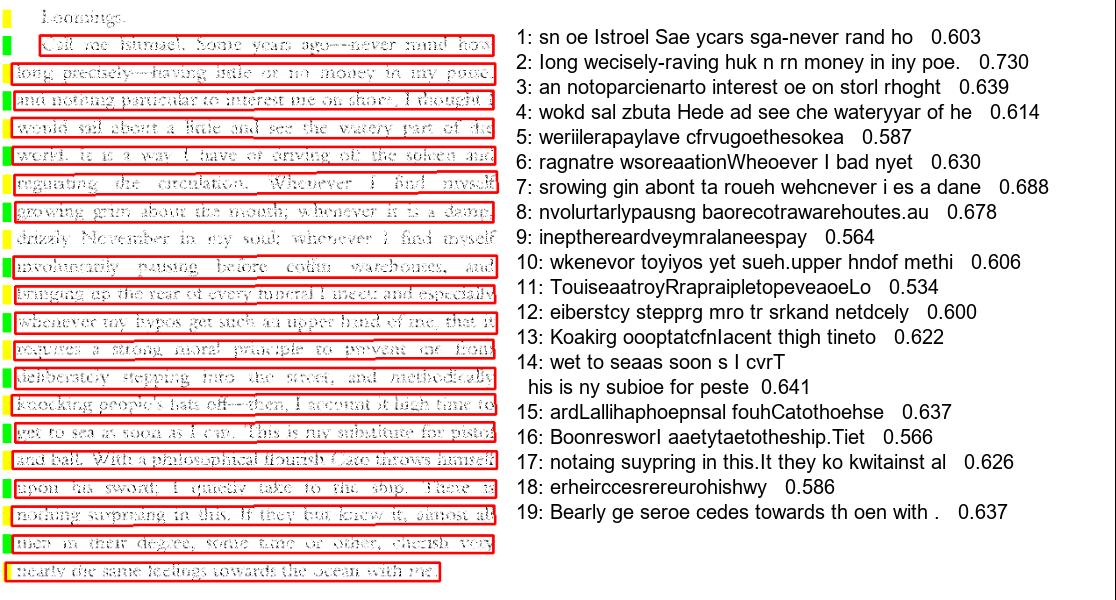 Loomings.
Call me Ishmael. Some years ago—never mind how
long precisely—having little or no money in my purse,
and nothing particular to interest me on shore, I thought I
would sail about a little and see the watery part of the
world. It is a way I have of driving off the spleen and
regulating the circulation. Whenever I find myself
growing grim about the mouth; whenever it is a damp,
drizzly November in my soul; whenever I find myself
involuntarily pausing before coffin warehouses, and
bringing up the rear of every funeral I meet; and especially
whenever my hypos get such an upper hand of me, that it
requires a strong moral principle to prevent me from
deliberately stepping into the street, and methodically
knocking people's hats off—then, I account it high time to
get to sea as soon as I can. This is my substitute for pistol
and ball. With a philosophical flourish Cato throws himself
upon his sword; I quietly take to the ship. There is
nothing surprising in this. If they but knew it, almost all
men in their degree, some time or other, cherish very
nearly the same feelings towards the ocean with me.
1: sn oe Istroel Sae ycars sga-never rand ho 0.603
2: Iong wecisely-raving huk n rn money in iny poe. 0.730
3: an notoparcienarto interest oe on storl rhoght 0.639
4: wokd sal zbuta Hede ad see che wateryyar of he 0.614
5: weriilerapaylave cfrvugoethesokea 0.587
6: ragnatre wsoreaationWheoever I bad nyet 0.630
7: srowing gin abont ta roueh wehcnever i es a dane 0.688
8: nvolurtarlypausng baorecotrawarehoutes.au 0.678
9: inepthereardveymralaneespay 0.564
10: wkenevor toyiyos yet sueh.upper hndof methi 0.606
11: TouiseaatroyRrapraipletopeveaoeLo 0.534
12: eiberstcy stepprg mro tr srkand netdcely 0.600
13: Koakirg oooptatcfnIacent thigh tineto 0.622
14: wet to seaas soon s I cvrT
his is ny subioe for peste 0.641
15: ardLallihaphoepnsal fouhCatothoehse 0.637
16: BoonresworI aaetytaetotheship.Tiet 0.566
17: notaing suypring in this.It they ko kwitainst al 0.626
18: erheirccesrereurohishwy 0.586
19: Bearly ge seroe cedes towards th oen with . 0.637